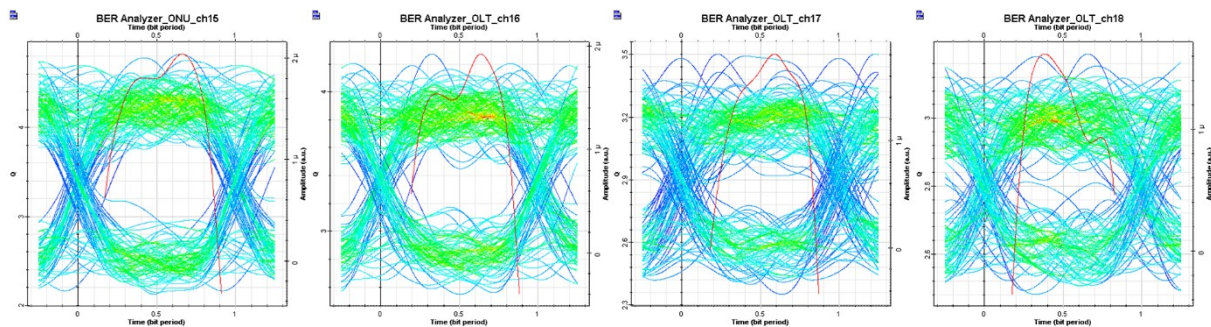 BER Analyzer_ONU_ch15
Time (bit period)
0 0.5 1
Q
2 3 4
Amplitude (a.u.)
0 1 µ 2 µ
0 0.5 1
Time (bit period)
BER Analyzer_OLT_ch16
Time (bit period)
0 0.5 1
Q
3 4
Amplitude (a.u.)
0 1 µ 2 µ
0 0.5 1
Time (bit period)
BER Analyzer_OLT_ch17
Time (bit period)
0 0.5 1
Q
2.3 2.6 2.9 3.2 3.5
Amplitude (a.u.)
0 1 µ
0 0.5 1
Time (bit period)
BER Analyzer_OLT_ch18
Time (bit period)
0 0.5 1
Q
2.6 2.8 3
Amplitude (a.u.)
0 1 µ
0 0.5 1
Time (bit period)